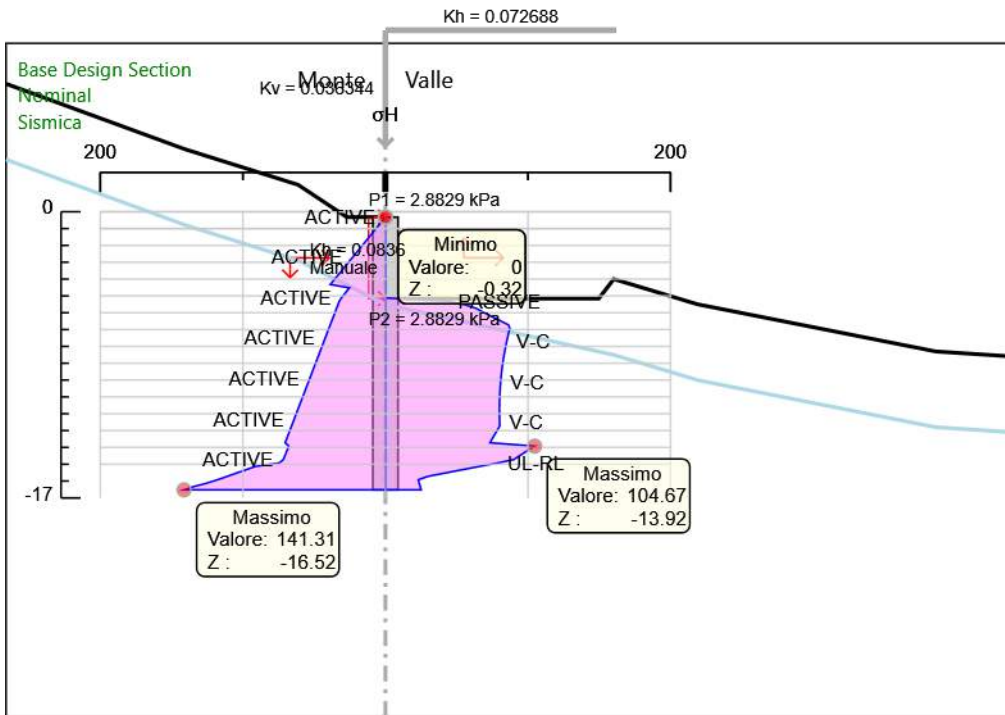 Kh = 0.072688
Base Design Section
Nominal
Sismica
Monte
Valle
Kv = 0.036344
σH
200
200
P1 = 2.8829 kPa
0
ACTIVE
Minimo
Valore: 0
Z : -0.32
Kh = 0.0836
Manuale
ACTIVE
ACTIVE
PASSIVE
P2 = 2.8829 kPa
ACTIVE
V-C
ACTIVE
V-C
ACTIVE
V-C
ACTIVE
UL-RL
Massimo
Valore: 104.67
Z : -13.92
-17
Massimo
Valore: 141.31
Z : -16.52